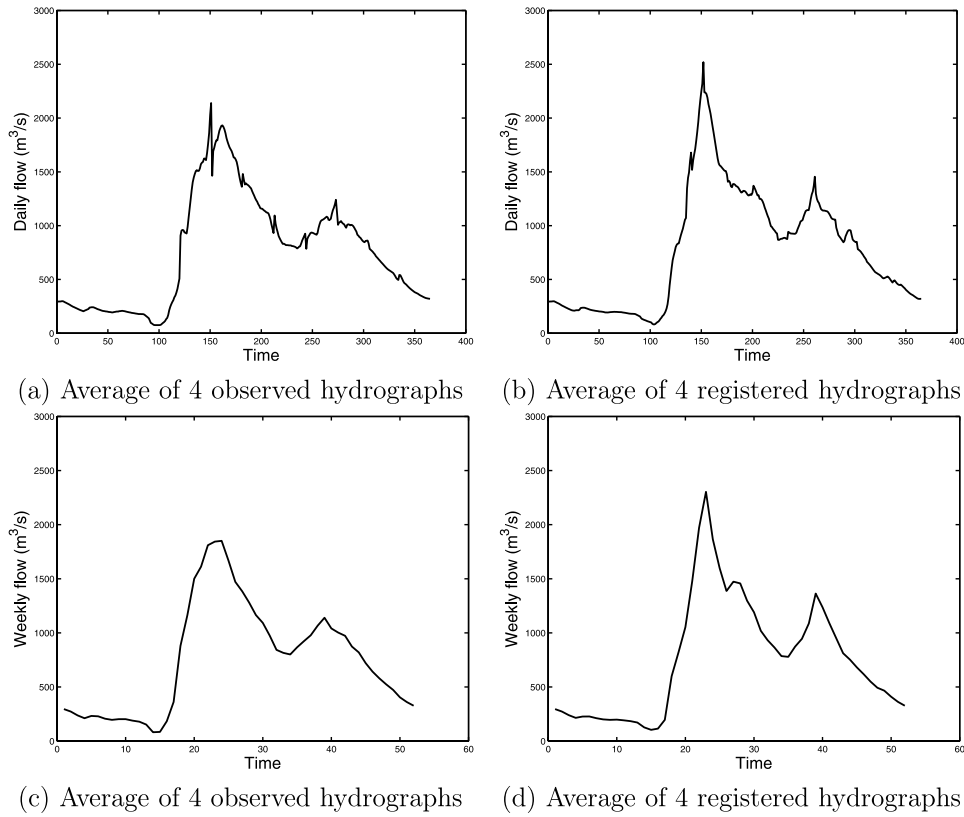 3000
2500
2000
1500
1000
500
0
Daily flow (m³/s)
0 50 100 150 200 250 300 350 400
Time
(a) Average of 4 observed hydrographs
3000
2500
2000
1500
1000
500
0
Daily flow (m³/s)
0 50 100 150 200 250 300 350 400
Time
(b) Average of 4 registered hydrographs
3000
2500
2000
1500
1000
500
0
Weekly flow (m³/s)
0 10 20 30 40 50 60
Time
(c) Average of 4 observed hydrographs
3000
2500
2000
1500
1000
500
0
Weekly flow (m³/s)
0 10 20 30 40 50 60
Time
(d) Average of 4 registered hydrographs